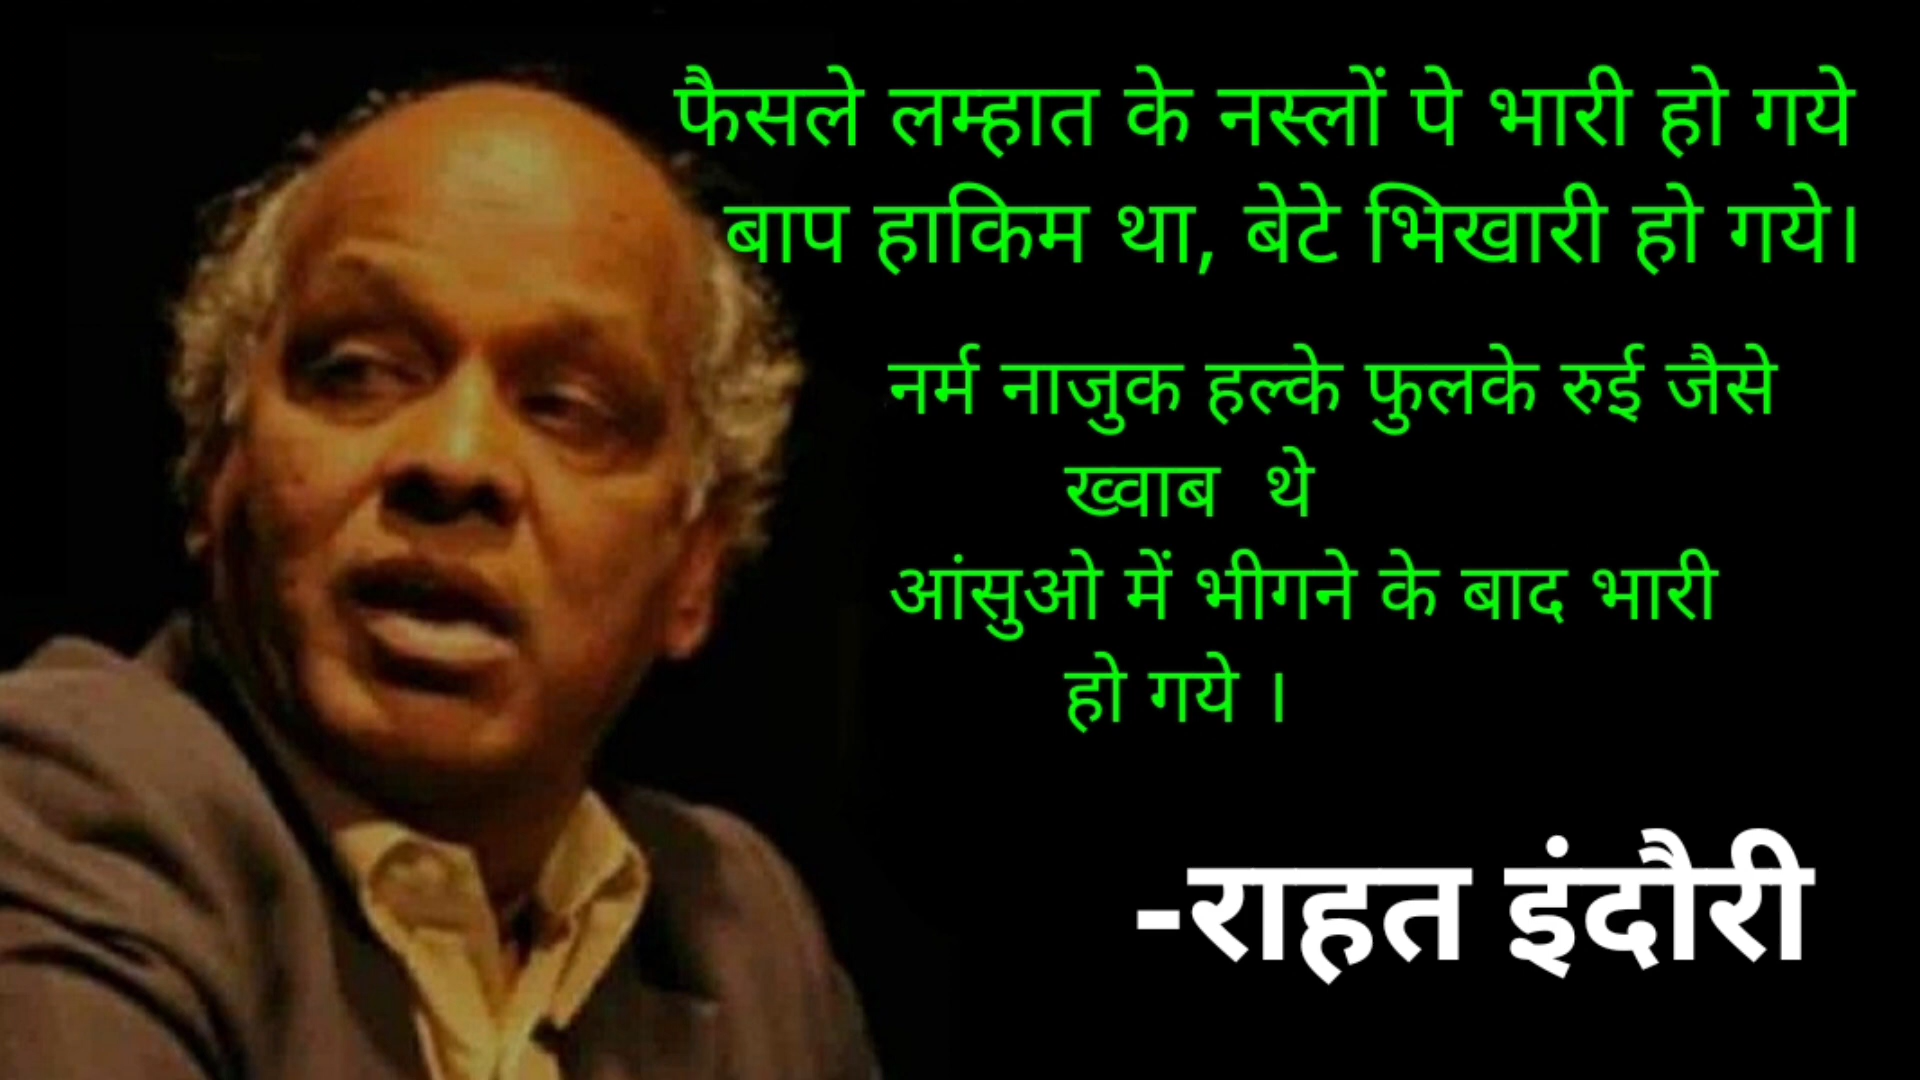 फैसले लम्हात के नस्लों पे भारी हो गये
बाप हाकिम था, बेटे भिखारी हो गये।
नर्म नाजुक हल्के फुलके रुई जैसे
ख्वाब थे
आंसुओ में भीगने के बाद भारी
हो गये ।
-राहत इंदौरी